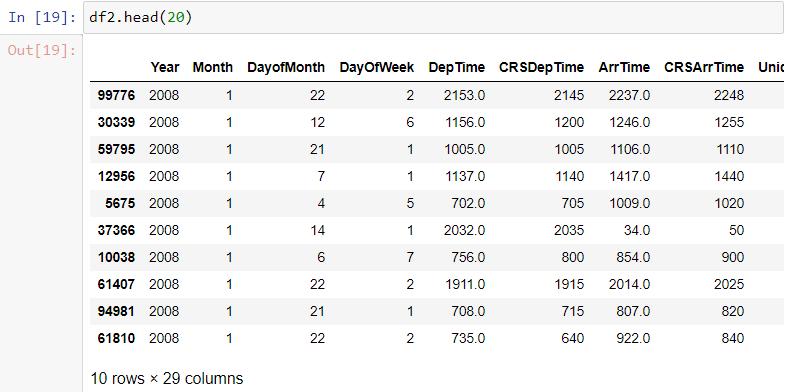 In [19]: df2.head(20)
Out[19]:
Year Month DayofMonth DayOfWeek DepTime CRSDepTime ArrTime CRSArrTime Unic
99776 2008 1 22 2 2153.0 2145 2237.0 2248
30339 2008 1 12 6 1156.0 1200 1246.0 1255
59795 2008 1 21 1 1005.0 1005 1106.0 1110
12956 2008 1 7 1 1137.0 1140 1417.0 1440
5675 2008 1 4 5 702.0 705 1009.0 1020
37366 2008 1 14 1 2032.0 2035 34.0 50
10038 2008 1 6 7 756.0 800 854.0 900
61407 2008 1 22 2 1911.0 1915 2014.0 2025
94981 2008 1 21 1 708.0 715 807.0 820
61810 2008 1 22 2 735.0 640 922.0 840
10 rows × 29 columns